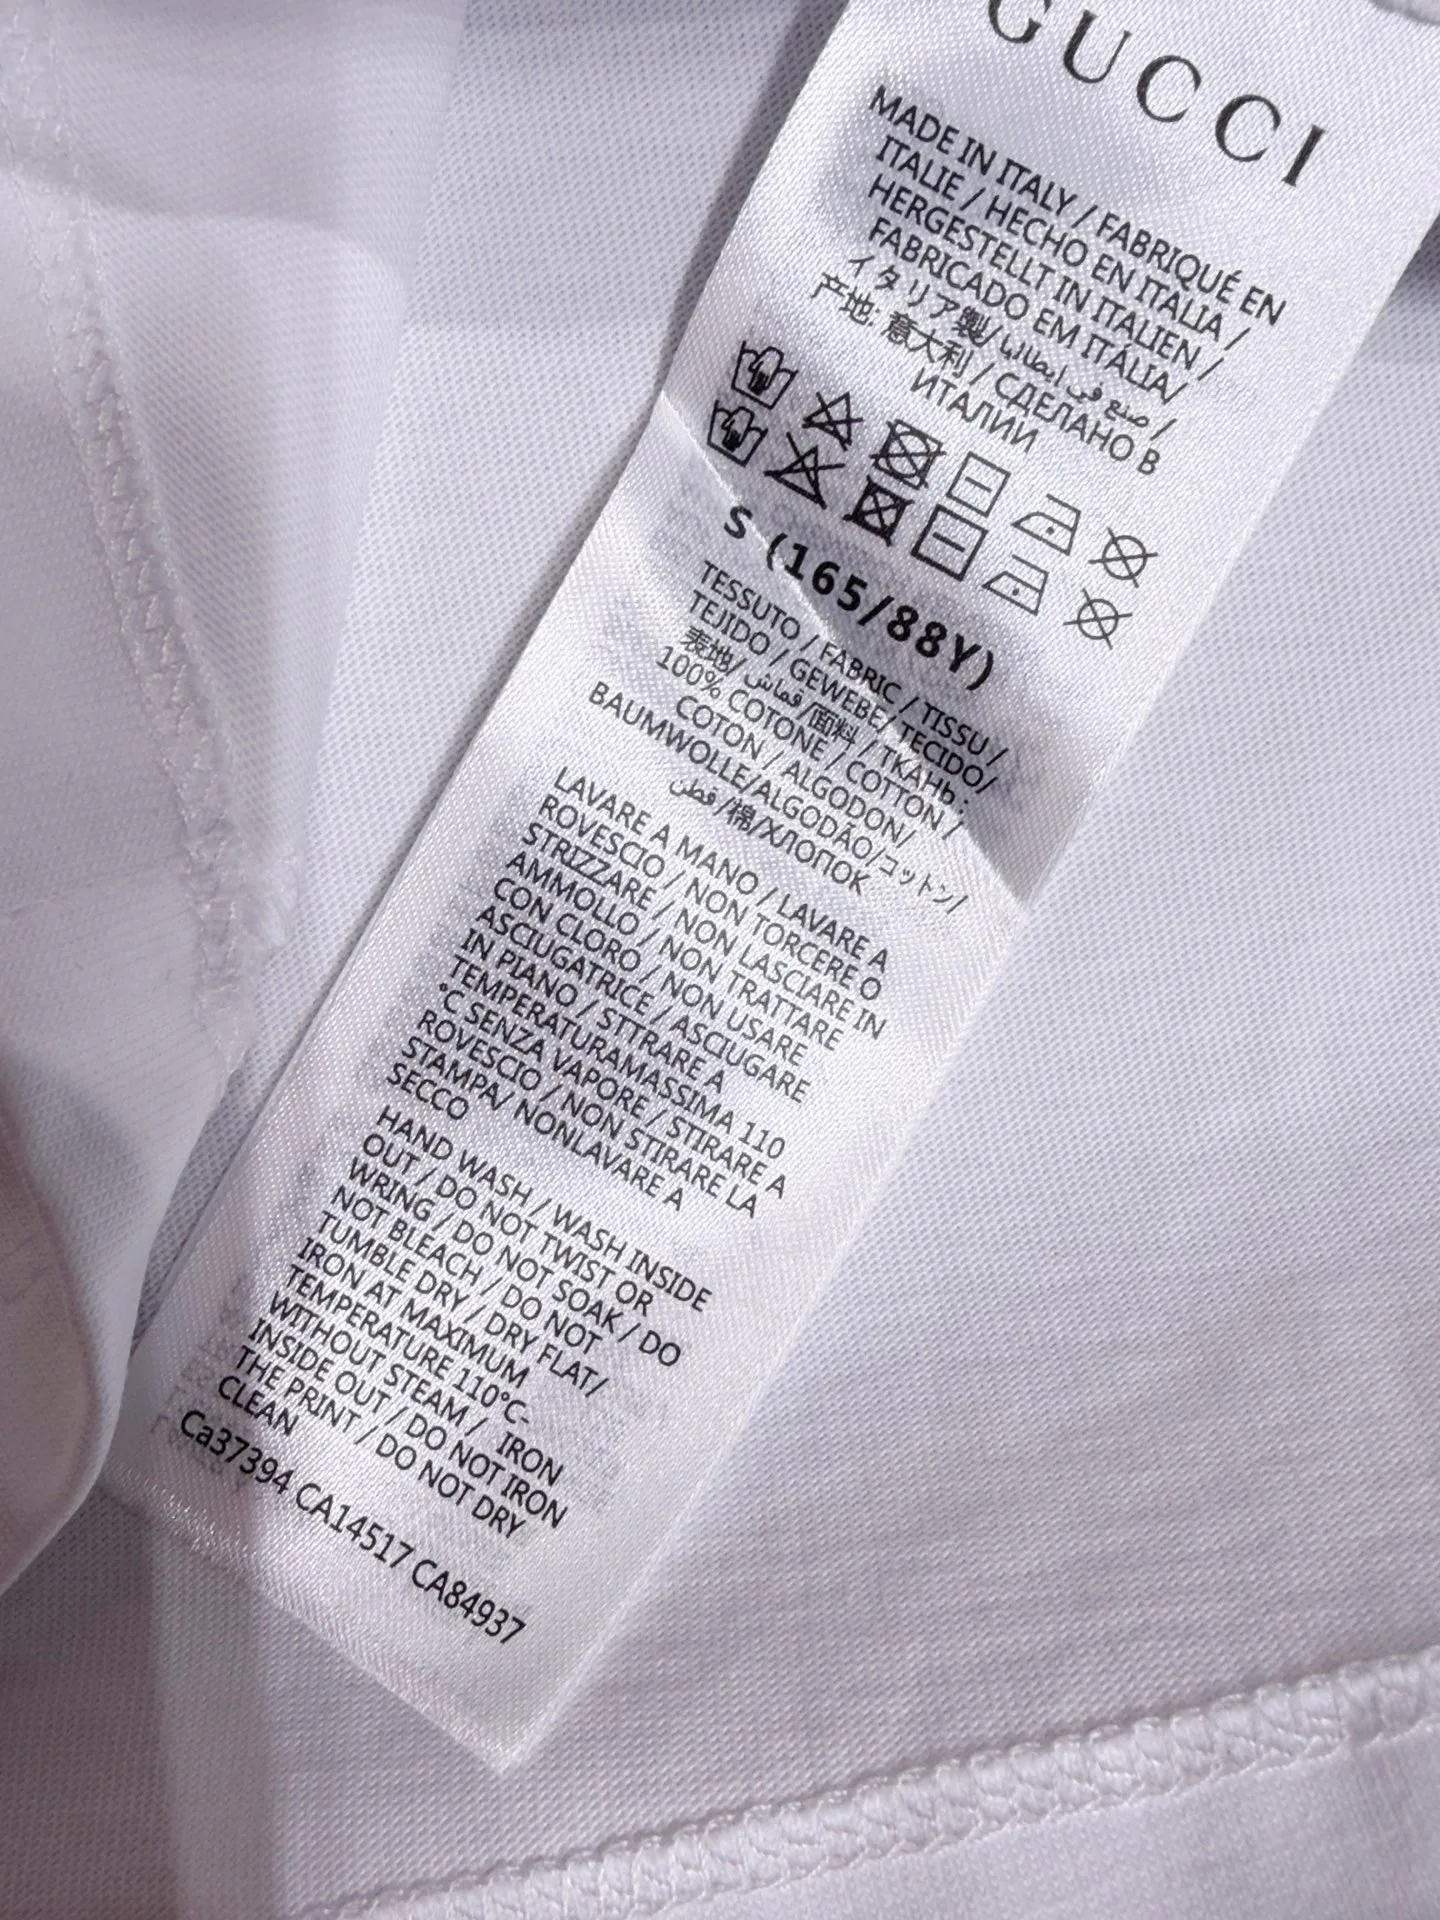 GUCCI
MADE IN ITALY / FABRIQUÉ EN
ITALIE / HECHO EN ITALIA /
HERGESTELLT IN ITALIEN /
FABRICADO EM ITÁLIA/
イタリア製/صنع في ايطاليا /
产地: 意大利 / СДЕЛАНО В
ИТАЛИИ
S (165/88Y)
TESSUTO / FABRIC / TISSU /
TEJIDO / GEWEBE/ TECIDO/
表地/ قماش/面料 / ТКАНЬ :
100% COTONE / COTTON /
COTON / ALGODON/
BAUMWOLLE/ALGODÃO/コットン/
قطن /棉/ХЛОПОК
LAVARE A MANO / LAVARE A
ROVESCIO / NON TORCERE O
STRIZZARE / NON LASCIARE IN
AMMOLLO / NON TRATTARE
CON CLORO / NON USARE
ASCIUGATRICE / ASCIUGARE
IN PIANO / STTRARE A
TEMPERATURAMASSIMA 110
°C SENZA VAPORE / STIRARE A
ROVESCIO / NON STIRARE LA
STAMPA/ NONLAVARE A
SECCO
HAND WASH / WASH INSIDE
OUT / DO NOT TWIST OR
WRING / DO NOT SOAK / DO
NOT BLEACH / DO NOT
TUMBLE DRY / DRY FLAT/
IRON AT MAXIMUM
TEMPERATURE 110°C-
WITHOUT STEAM / IRON
INSIDE OUT / DO NOT IRON
THE PRINT / DO NOT DRY
CLEAN
Ca37394 CA14517 CA84937